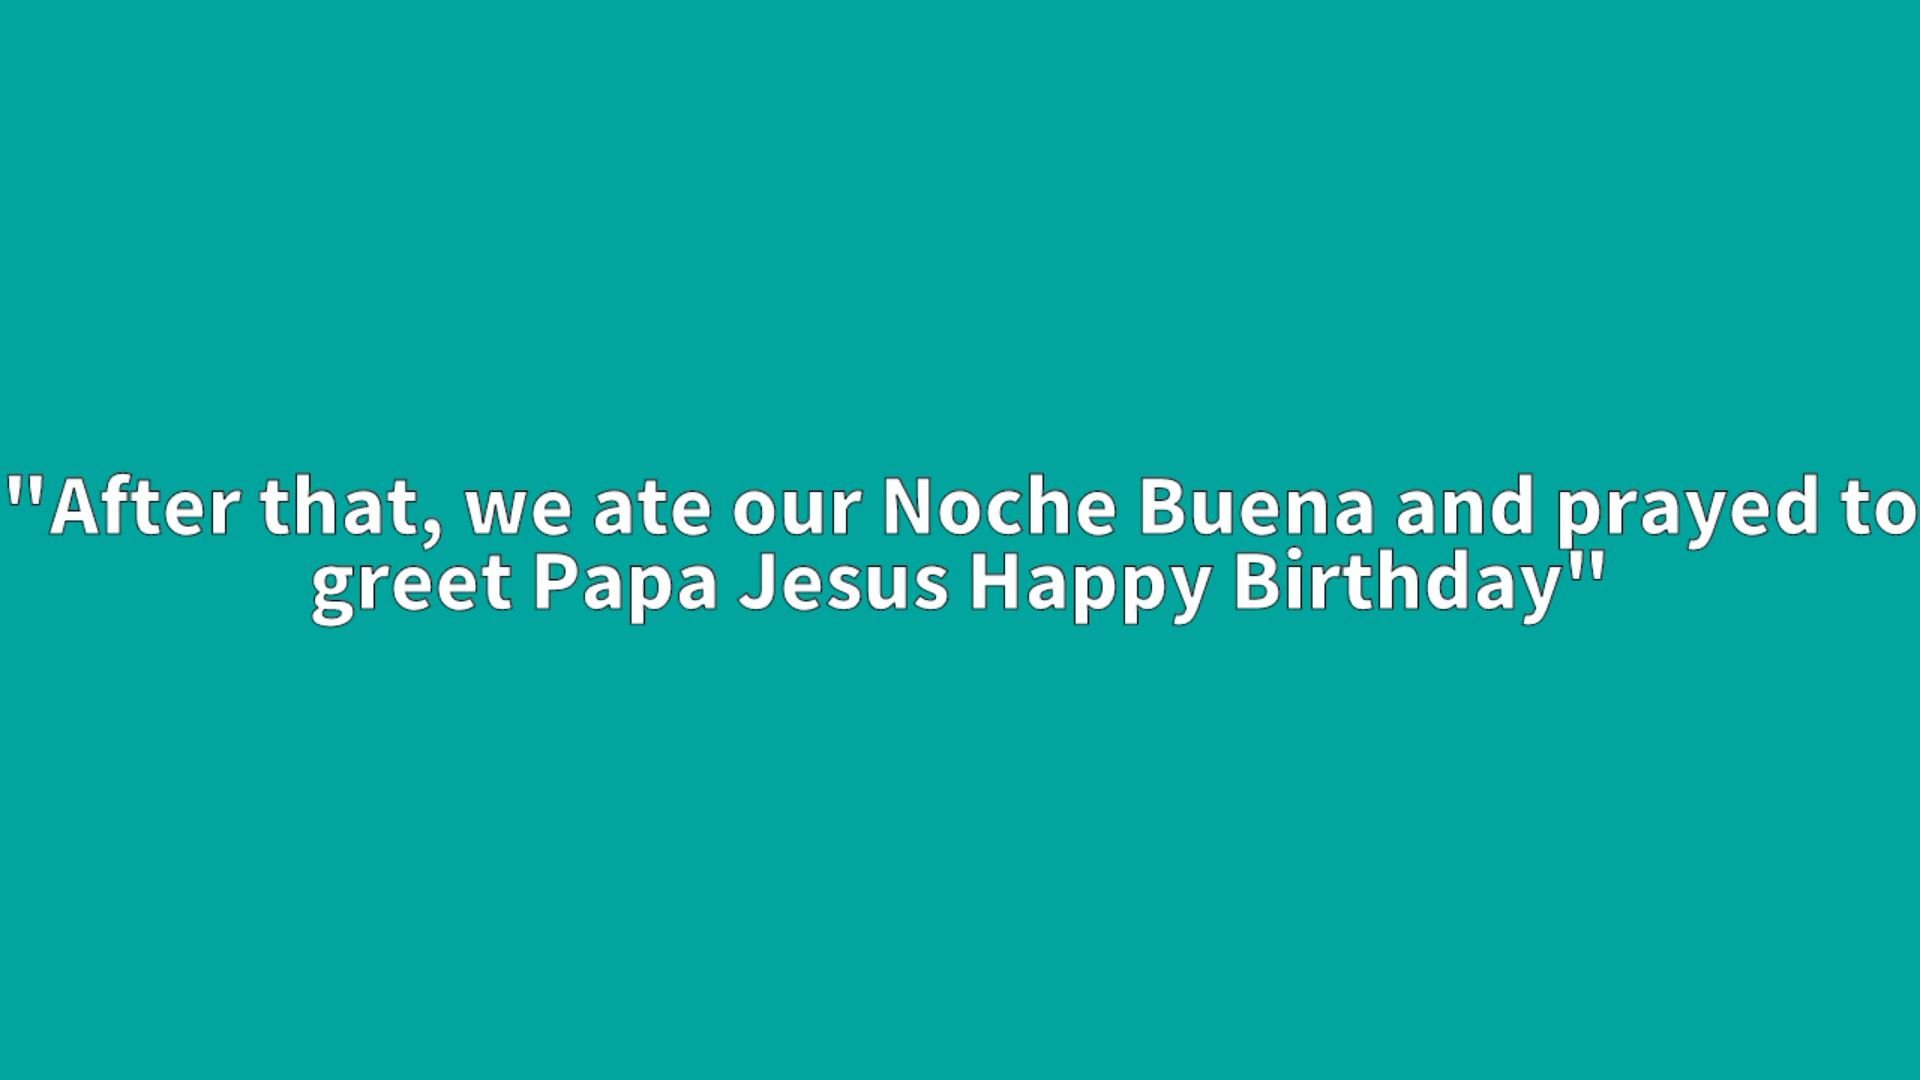 "After that, we ate our Noche Buena and prayed to
greet Papa Jesus Happy Birthday"